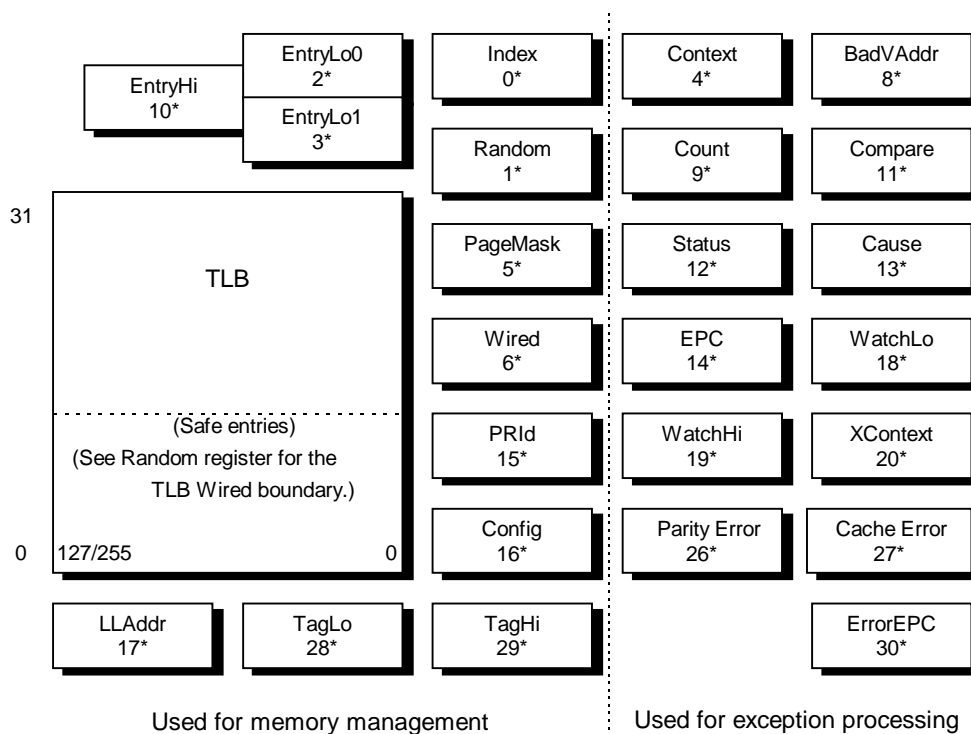 EntryLo0
2*
EntryHi
10*
EntryLo1
3*
Index
0*
Context
4*
BadVAddr
8*
Random
1*
Count
9*
Compare
11*
31
TLB
PageMask
5*
Status
12*
Cause
13*
Wired
6*
EPC
14*
WatchLo
18*
(Safe entries)
(See Random register for the
TLB Wired boundary.)
PRId
15*
WatchHi
19*
XContext
20*
0
127/255
0
Config
16*
Parity Error
26*
Cache Error
27*
LLAddr
17*
TagLo
28*
TagHi
29*
ErrorEPC
30*
Used for memory management
Used for exception processing